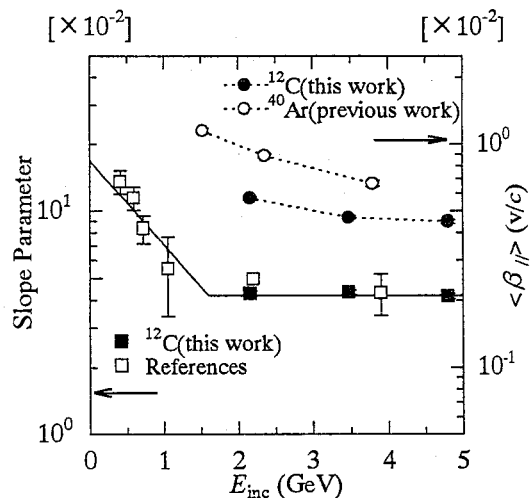 [×10⁻²]
[×10⁻²]
¹²C(this work)
⁴⁰Ar(previous work)
10¹
10⁰
Slope Parameter
10⁰
10⁻¹
<β//> (v/c)
¹²C(this work)
References
0 1 2 3 4 5
E_inc (GeV)